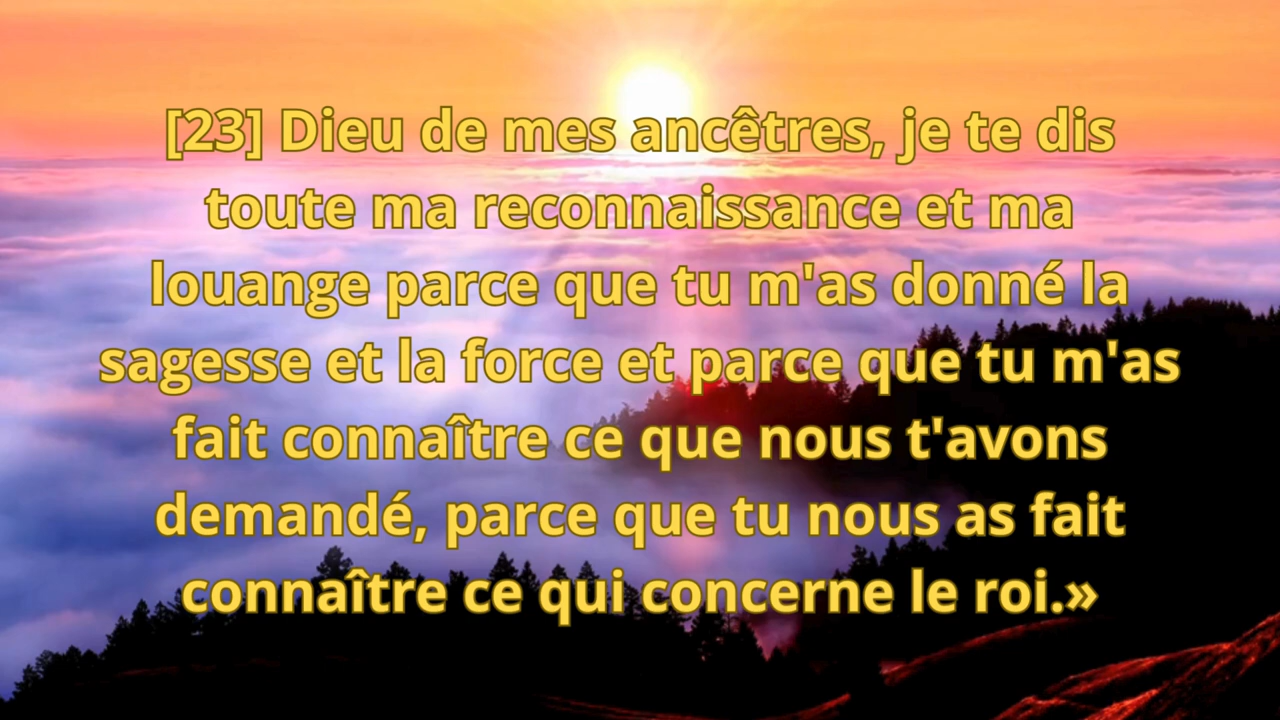 [23] Dieu de mes ancêtres, je te dis
toute ma reconnaissance et ma
louange parce que tu m'as donné la
sagesse et la force et parce que tu m'as
fait connaître ce que nous t'avons
demandé, parce que tu nous as fait
connaître ce qui concerne le roi.»